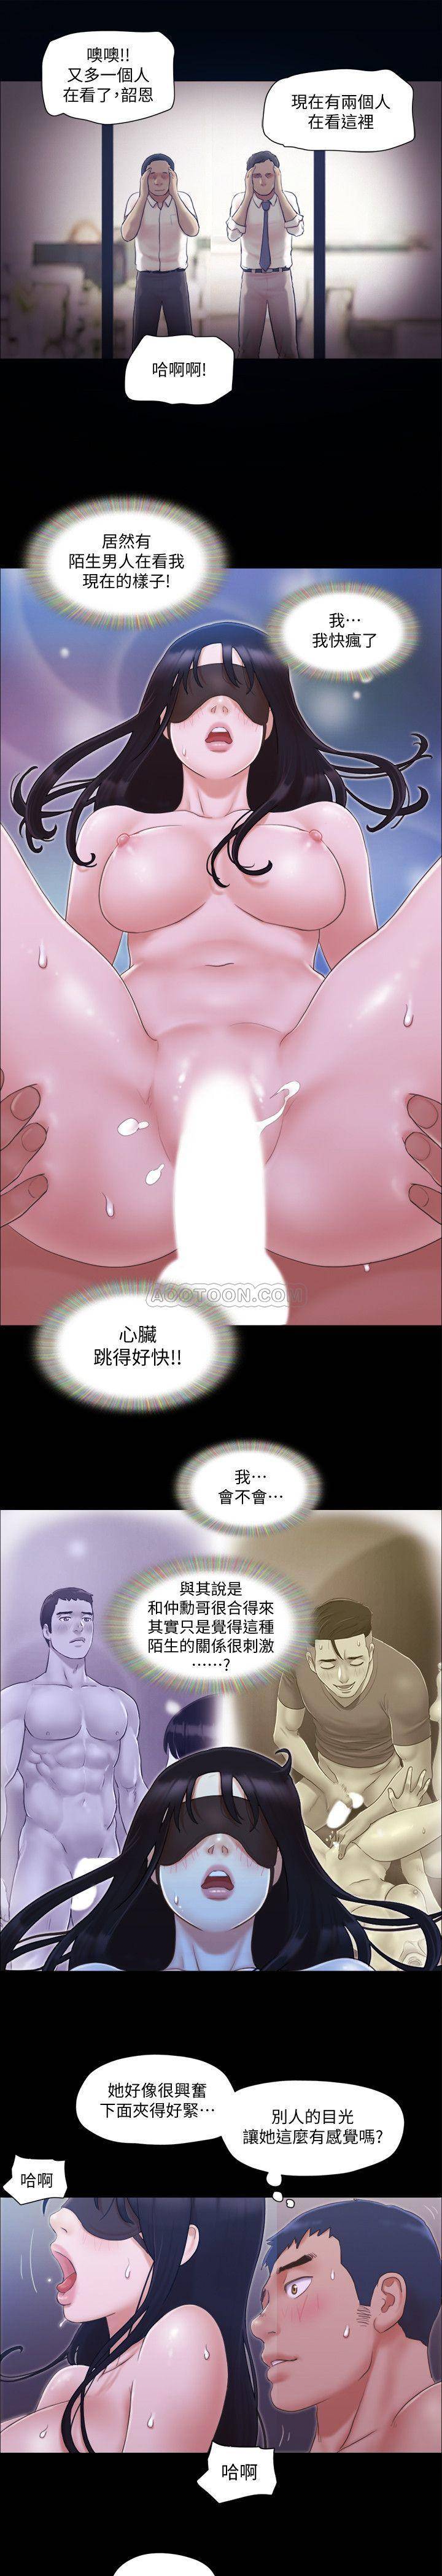 噢噢!!
又多一個人
在看了,韶恩
現在有兩個人
在看這裡
哈啊啊!
居然有
陌生男人在看我
現在的樣子!
我…
我快瘋了
心臟
跳得好快!!
我…
會不會…
與其說是
和仲勳哥很合得來
其實只是覺得這種
陌生的關係很刺激
……?
她好像很興奮
下面夾得好緊…
別人的目光
讓她這麼有感覺嗎?
哈啊
哈啊